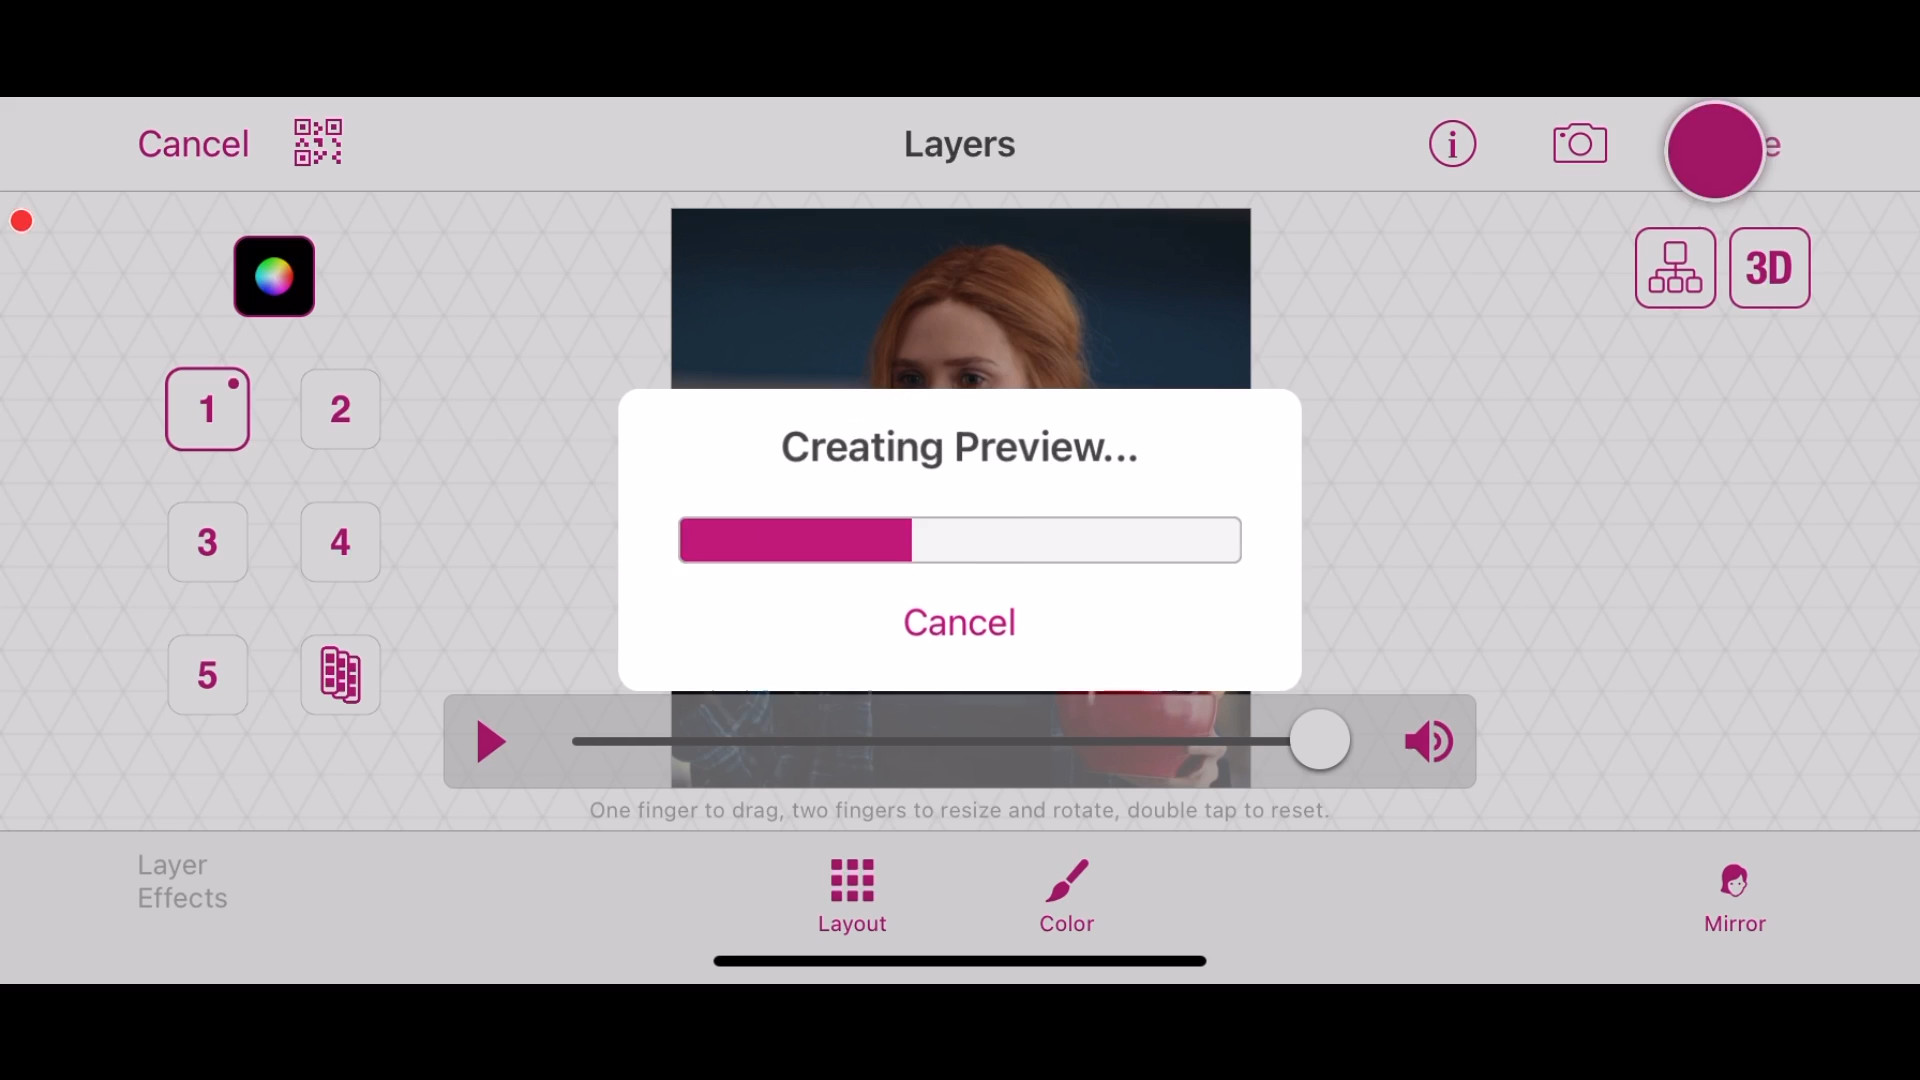 Cancel
Layers
i
e
3D
1
2
3
4
5
Creating Preview...
Cancel
One finger to drag, two fingers to resize and rotate, double tap to reset.
Layer
Effects
Layout
Color
Mirror